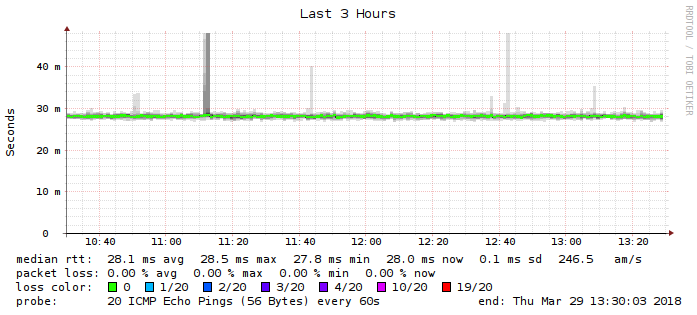 Last 3 Hours
RRDTOOL / TOBI OETIKER
Seconds
40 m
30 m
20 m
10 m
0
10:40 11:00 11:20 11:40 12:00 12:20 12:40 13:00 13:20
median rtt: 28.1 ms avg 28.5 ms max 27.8 ms min 28.0 ms now 0.1 ms sd 246.5 am/s
packet loss: 0.00 % avg 0.00 % max 0.00 % min 0.00 % now
loss color: 0 1/20 2/20 3/20 4/20 10/20 19/20
probe: 20 ICMP Echo Pings (56 Bytes) every 60s end: Thu Mar 29 13:30:03 2018